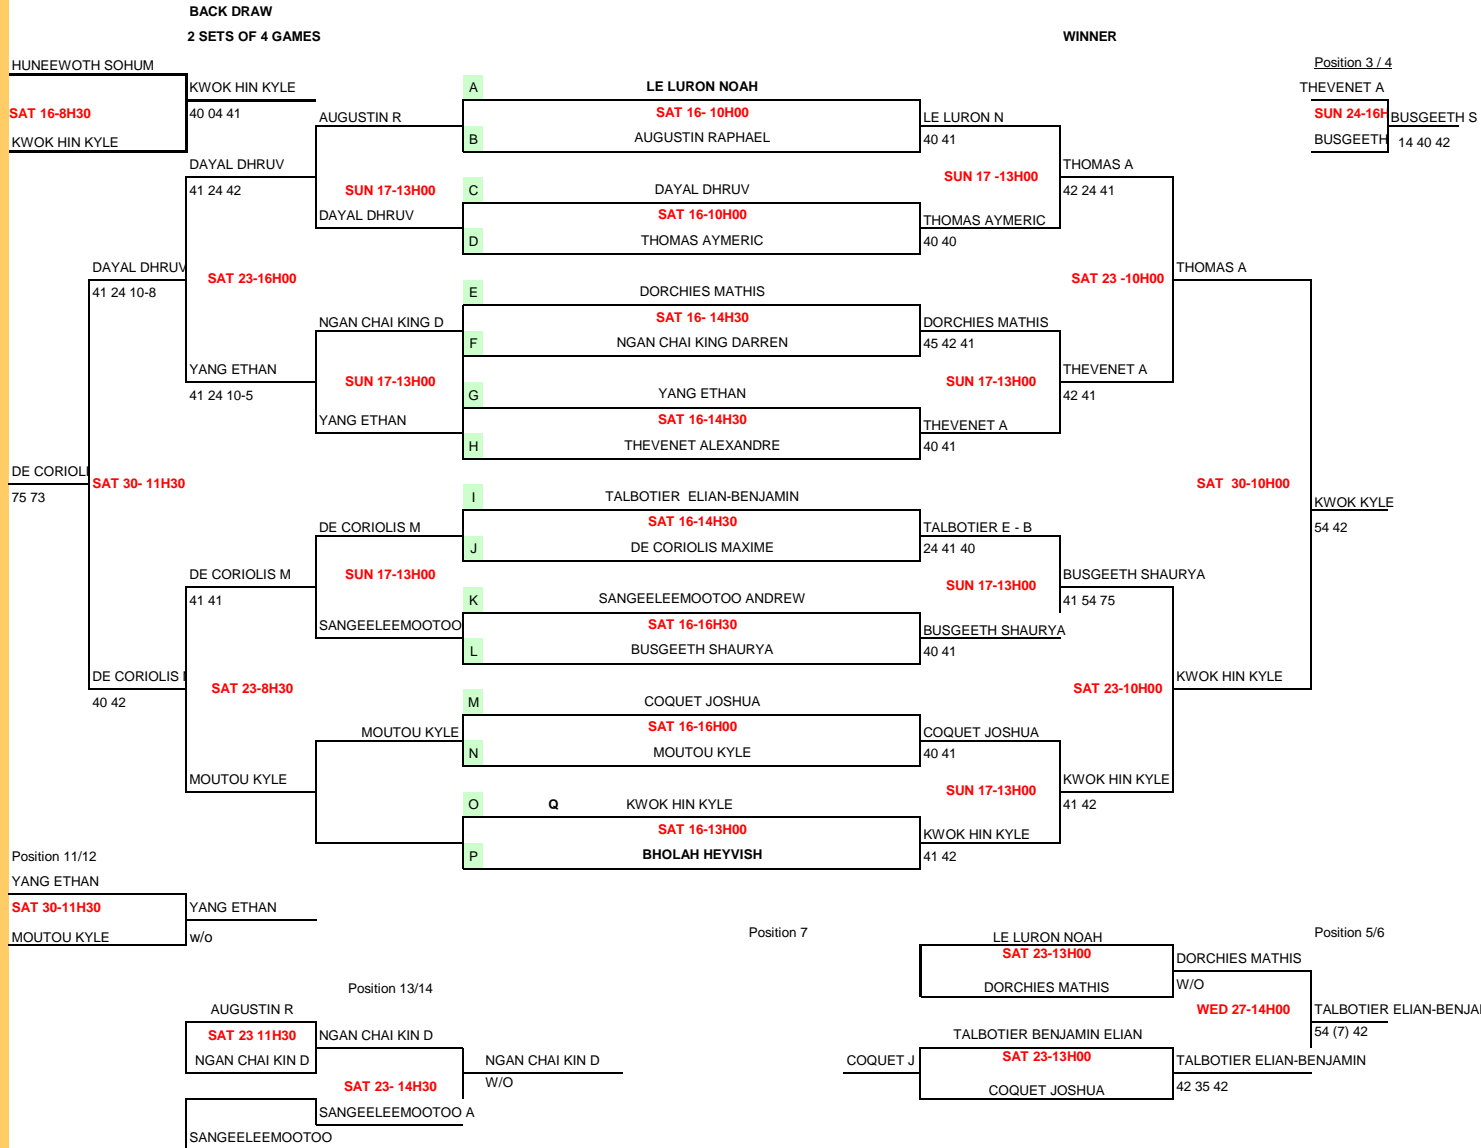 BACK DRAW
2 SETS OF 4 GAMES
WINNER
HUNEEWOTH SOHUM
Position 3 / 4
KWOK HIN KYLE
A
LE LURON NOAH
THEVENET A
SAT 16-8H30
40 04 41
AUGUSTIN R
SAT 16- 10H00
LE LURON N
SUN 24-16H
BUSGEETH S
KWOK HIN KYLE
B
AUGUSTIN RAPHAEL
40 41
BUSGEETH
14 40 42
DAYAL DHRUV
THOMAS A
41 24 42
SUN 17-13H00
C
DAYAL DHRUV
SUN 17 -13H00
42 24 41
DAYAL DHRUV
SAT 16-10H00
THOMAS AYMERIC
D
THOMAS AYMERIC
40 40
DAYAL DHRUV
SAT 23-16H00
SAT 23 -10H00
THOMAS A
41 24 10-8
E
DORCHIES MATHIS
NGAN CHAI KING D
SAT 16- 14H30
DORCHIES MATHIS
F
NGAN CHAI KING DARREN
45 42 41
YANG ETHAN
THEVENET A
41 24 10-5
SUN 17-13H00
G
YANG ETHAN
SUN 17-13H00
42 41
YANG ETHAN
SAT 16-14H30
THEVENET A
H
THEVENET ALEXANDRE
40 41
DE CORIOLI
SAT 30- 11H30
SAT 30-10H00
75 73
I
TALBOTIER ELIAN-BENJAMIN
KWOK KYLE
DE CORIOLIS M
SAT 16-14H30
TALBOTIER E - B
54 42
J
DE CORIOLIS MAXIME
24 41 40
DE CORIOLIS M
SUN 17-13H00
BUSGEETH SHAURYA
41 41
K
SANGEELEEMOOTOO ANDREW
SUN 17-13H00
41 54 75
SANGEELEEMOOTOO
SAT 16-16H30
BUSGEETH SHAURYA
L
BUSGEETH SHAURYA
40 41
DE CORIOLIS
SAT 23-8H30
SAT 23-10H00
KWOK HIN KYLE
40 42
M
COQUET JOSHUA
MOUTOU KYLE
SAT 16-16H00
COQUET JOSHUA
N
MOUTOU KYLE
40 41
MOUTOU KYLE
KWOK HIN KYLE
O
Q
KWOK HIN KYLE
SUN 17-13H00
41 42
SAT 16-13H00
KWOK HIN KYLE
P
BHOLAH HEYVISH
41 42
Position 11/12
YANG ETHAN
SAT 30-11H30
YANG ETHAN
MOUTOU KYLE
w/o
Position 7
LE LURON NOAH
Position 5/6
SAT 23-13H00
DORCHIES MATHIS
DORCHIES MATHIS
W/O
Position 13/14
AUGUSTIN R
WED 27-14H00
TALBOTIER ELIAN-BENJA
SAT 23 11H30
NGAN CHAI KIN D
TALBOTIER BENJAMIN ELIAN
54 (7) 42
NGAN CHAI KIN D
NGAN CHAI KIN D
COQUET J
SAT 23-13H00
TALBOTIER ELIAN-BENJAMIN
SAT 23- 14H30
W/O
COQUET JOSHUA
42 35 42
SANGEELEEMOOTOO A
SANGEELEEMOOTOO